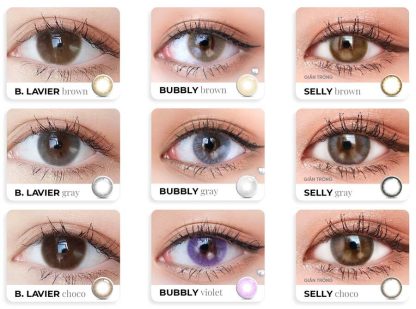 B. LAVIER brown
BUBBLY brown
GIÃN TRÒNG
SELLY brown
B. LAVIER gray
BUBBLY gray
GIÃN TRÒNG
SELLY gray
B. LAVIER choco
BUBBLY violet
GIÃN TRÒNG
SELLY choco